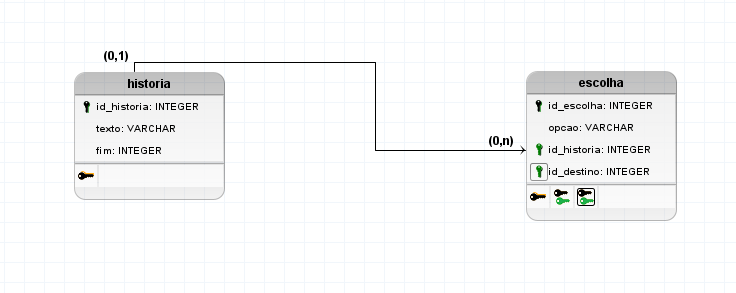 (0,1)
historia
id_historia: INTEGER
texto: VARCHAR
fim: INTEGER
(0,n)
escolha
id_escolha: INTEGER
opcao: VARCHAR
id_historia: INTEGER
id_destino: INTEGER